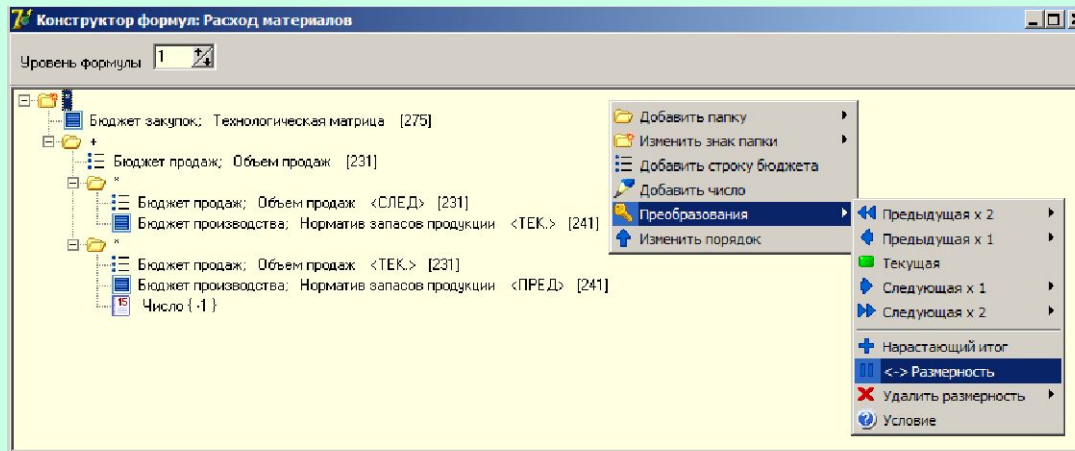 Конструктор формул: Расход материалов
Уровень формулы 1
Бюджет закупок; Технологическая матрица [275]
+
Бюджет продаж; Объем продаж [231]
*
Бюджет продаж; Объем продаж <СЛЕД> [231]
Бюджет производства; Норматив запасов продукции <ТЕК.> [241]
*
Бюджет продаж; Объем продаж <ТЕК.> [231]
Бюджет производства; Норматив запасов продукции <ПРЕД> [241]
15 Число { -1 }
Добавить папку
Изменить знак папки
Добавить строку бюджета
Добавить число
Преобразования
Изменить порядок
Предыдущая x 2
Предыдущая x 1
Текущая
Следующая x 1
Следующая x 2
Нарастающий итог
<-> Размерность
Удалить размерность
Условие